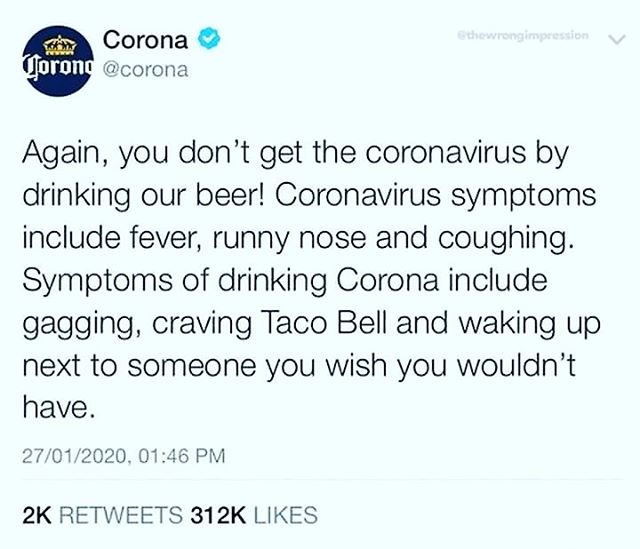 Corona
@thewrongimpression
Corona
@corona
Again, you don’t get the coronavirus by
drinking our beer! Coronavirus symptoms
include fever, runny nose and coughing.
Symptoms of drinking Corona include
gagging, craving Taco Bell and waking up
next to someone you wish you wouldn’t
have.
27/01/2020, 01:46 PM
2K RETWEETS 312K LIKES